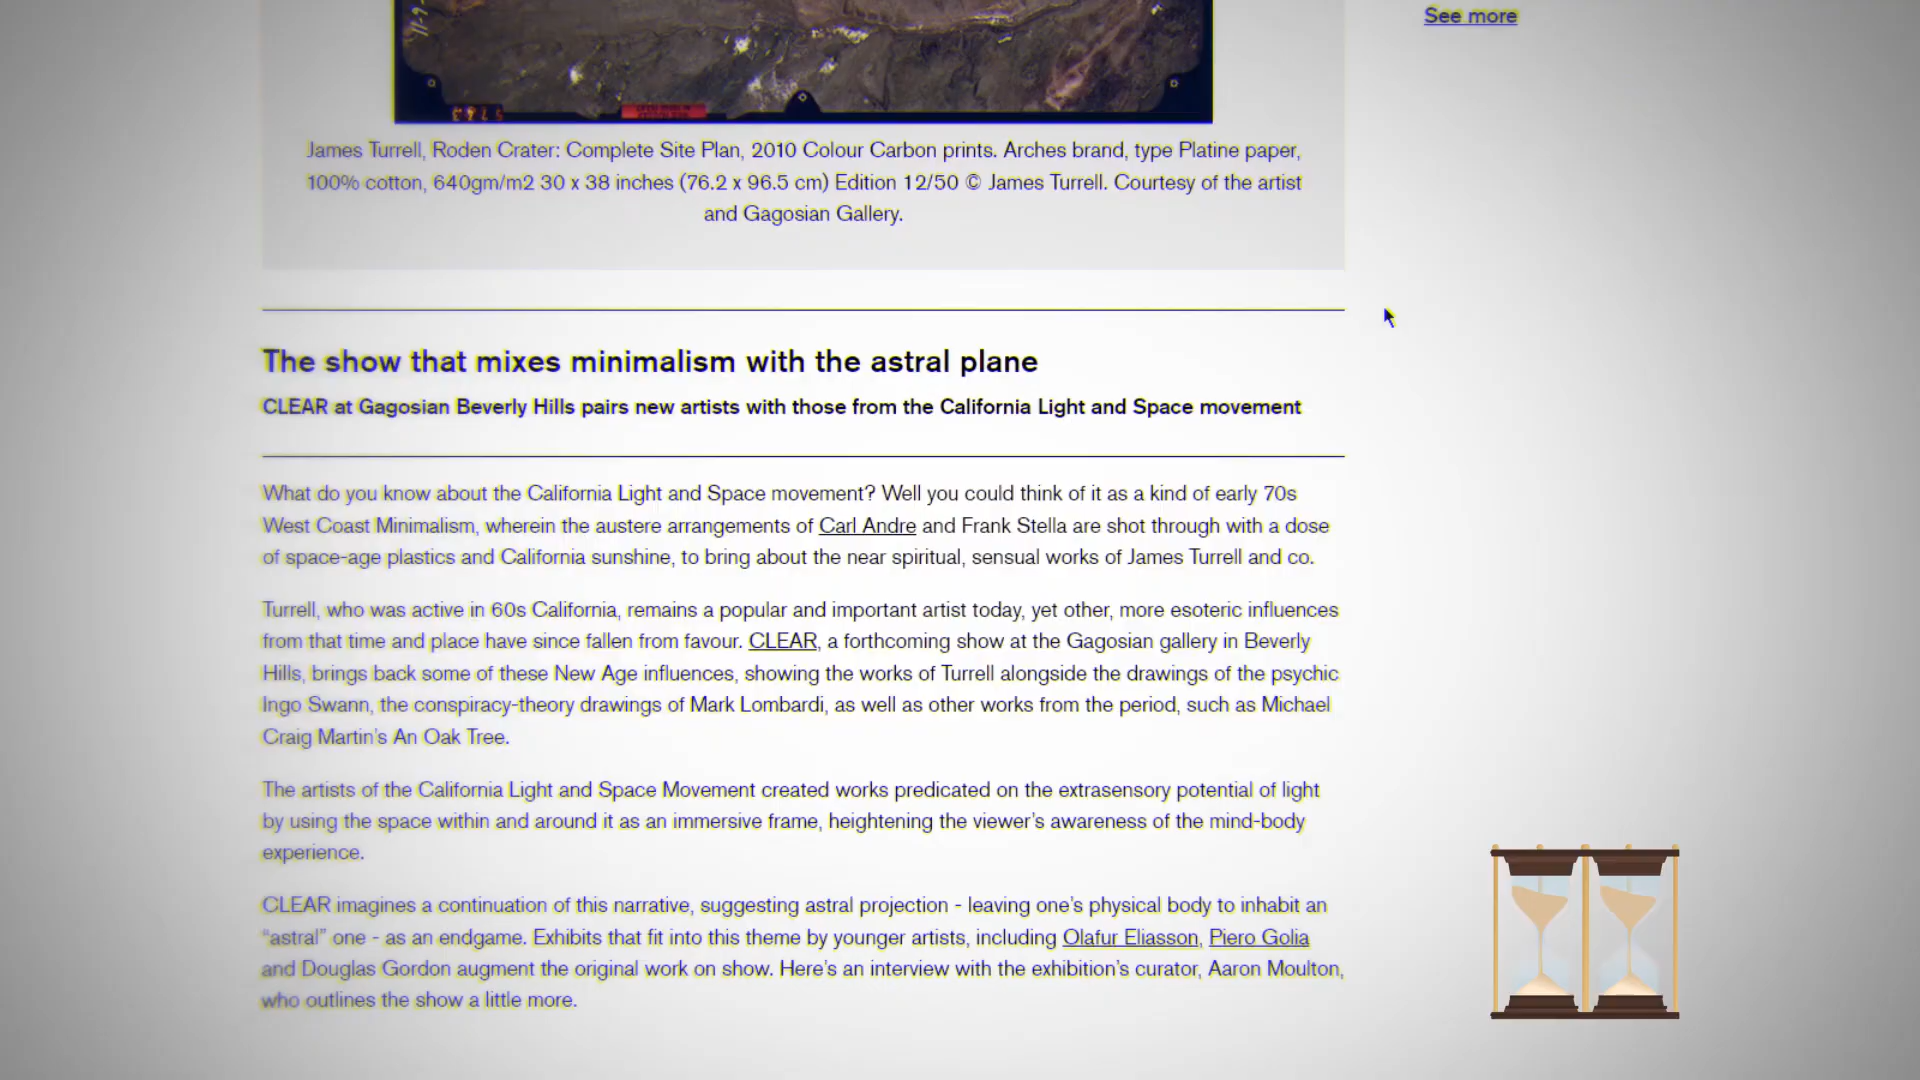 See more
James Turrell, Roden Crater: Complete Site Plan, 2010 Colour Carbon prints. Arches brand, type Platine paper,
100% cotton, 640gm/m2 30 x 38 inches (76.2 x 96.5 cm) Edition 12/50 © James Turrell. Courtesy of the artist
and Gagosian Gallery.
The show that mixes minimalism with the astral plane
CLEAR at Gagosian Beverly Hills pairs new artists with those from the California Light and Space movement
What do you know about the California Light and Space movement? Well you could think of it as a kind of early 70s
West Coast Minimalism, wherein the austere arrangements of Carl Andre and Frank Stella are shot through with a dose
of space-age plastics and California sunshine, to bring about the near spiritual, sensual works of James Turrell and co.
Turrell, who was active in 60s California, remains a popular and important artist today, yet other, more esoteric influences
from that time and place have since fallen from favour. CLEAR, a forthcoming show at the Gagosian gallery in Beverly
Hills, brings back some of these New Age influences, showing the works of Turrell alongside the drawings of the psychic
Ingo Swann, the conspiracy-theory drawings of Mark Lombardi, as well as other works from the period, such as Michael
Craig Martin's An Oak Tree.
The artists of the California Light and Space Movement created works predicated on the extrasensory potential of light
by using the space within and around it as an immersive frame, heightening the viewer's awareness of the mind-body
experience.
CLEAR imagines a continuation of this narrative, suggesting astral projection - leaving one's physical body to inhabit an
"astral" one - as an endgame. Exhibits that fit into this theme by younger artists, including Olafur Eliasson, Piero Golia
and Douglas Gordon augment the original work on show. Here's an interview with the exhibition's curator, Aaron Moulton,
who outlines the show a little more.